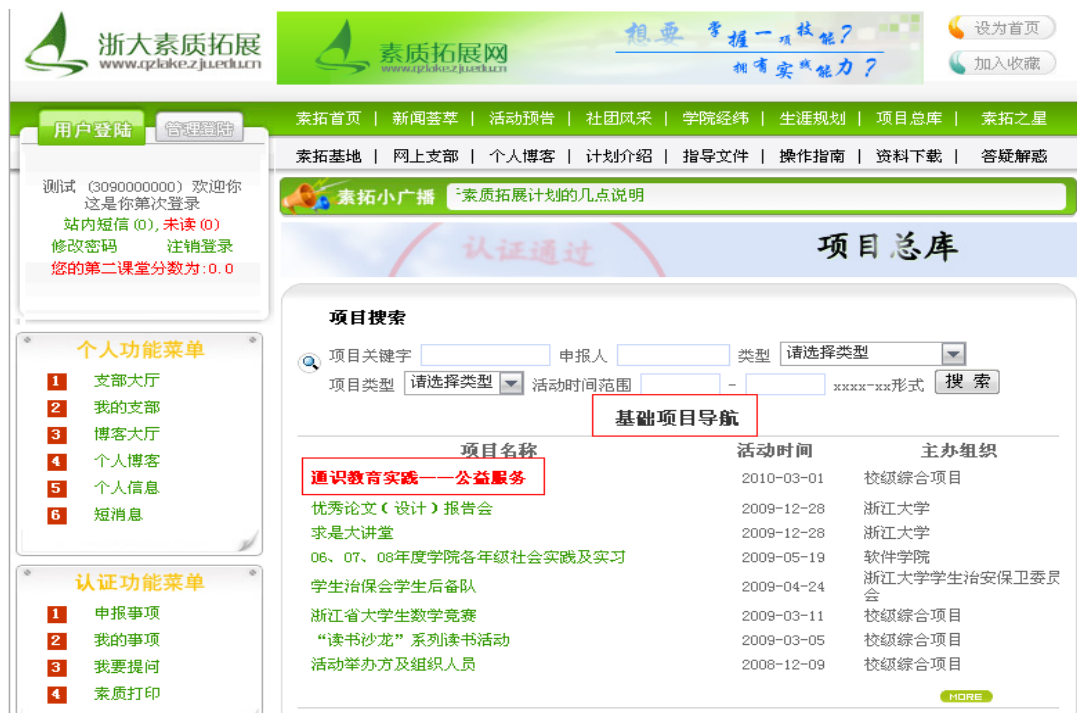 浙大素质拓展
www.qzlake.zju.edu.cn
素质拓展网
www.qzlake.zju.edu.cn
想要 掌握一项技能?
拥有实践能力?
设为首页
加入收藏
用户登陆 管理登陆
素拓首页 | 新闻荟萃 | 活动预告 | 社团风采 | 学院经纬 | 生涯规划 | 项目总库 | 素拓之星
素拓基地 | 网上支部 | 个人博客 | 计划介绍 | 指导文件 | 操作指南 | 资料下载 | 答疑解惑
测试 (3090000000) 欢迎你
这是你第次登录
站内短信(0),未读(0)
修改密码 注销登录
您的第二课堂分数为:0.0
素拓小广播 素质拓展计划的几点说明
认证通过 项目总库
个人功能菜单
1 支部大厅
2 我的支部
3 博客大厅
4 个人博客
5 个人信息
6 短消息
认证功能菜单
1 申报事项
2 我的事项
3 我要提问
4 素质打印
项目搜索
项目关键字 申报人 类型 请选择类型
项目类型 请选择类型 活动时间范围 - xxxx-xx形式 搜 索
基础项目导航
项目名称 活动时间 主办组织
通识教育实践——公益服务 2010-03-01 校级综合项目
优秀论文(设计)报告会 2009-12-28 浙江大学
求是大讲堂 2009-12-28 浙江大学
06、07、08年度学院各年级社会实践及实习 2009-05-19 软件学院
学生治保会学生后备队 2009-04-24 浙江大学学生治安保卫委员会
浙江省大学生数学竞赛 2009-03-11 校级综合项目
“读书沙龙”系列读书活动 2009-03-05 校级综合项目
活动举办方及组织人员 2008-12-09 校级综合项目
MORE